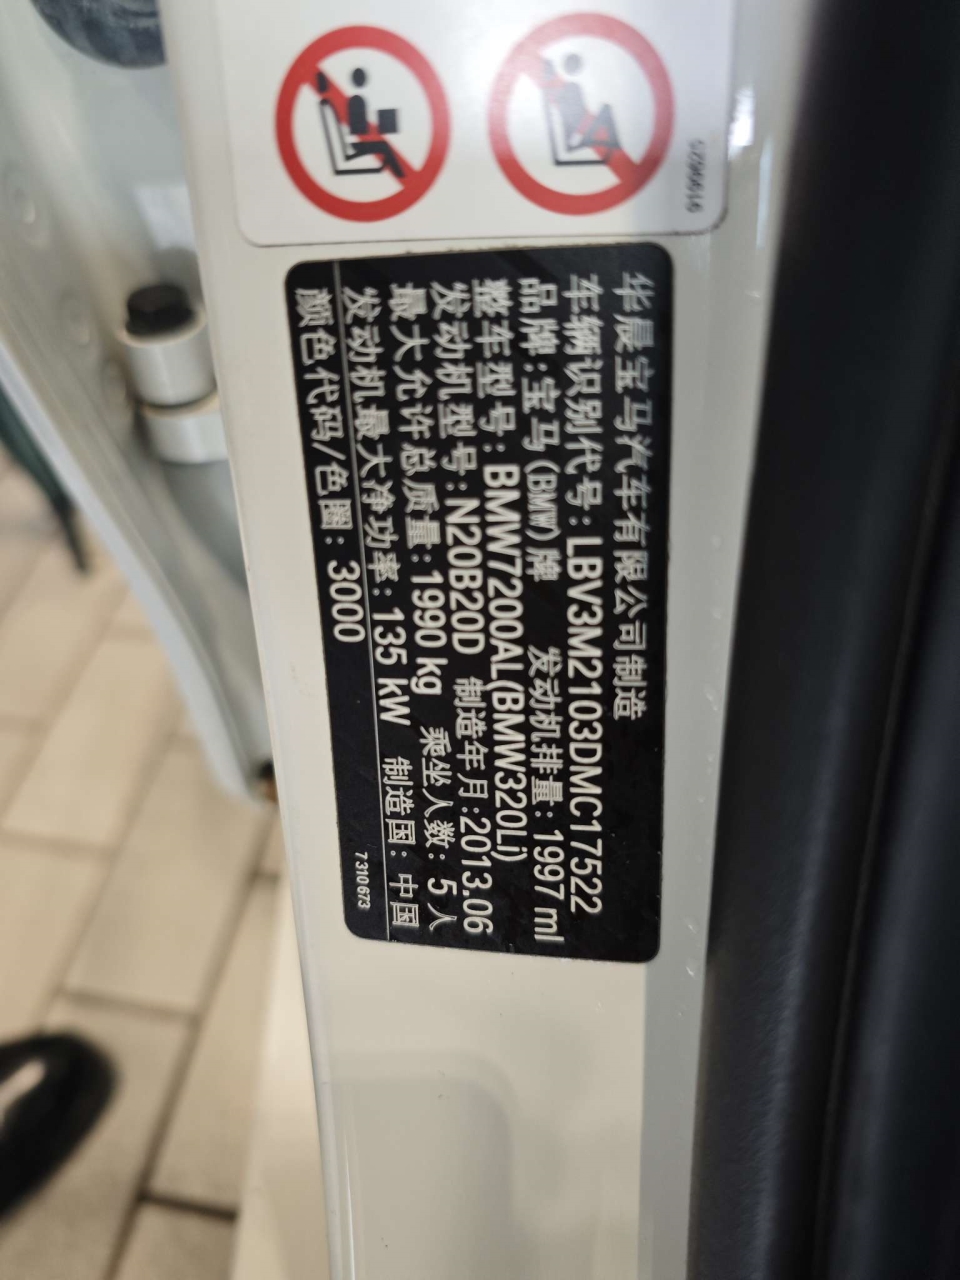 9199625
华晨宝马汽车有限公司制造
车辆识别代号: LBV3M2103DMC17522
品牌:宝马(BMW)牌 发动机排量: 1997 ml
整车型号: BMW7200AL(BMW320Li)
发动机型号: N20B20D 制造年月:2013.06
最大允许总质量: 1990 kg 乘坐人数: 5 人
发动机最大净功率: 135 kW 制造国: 中国
颜色代码/色圈: 3000
7 310 673